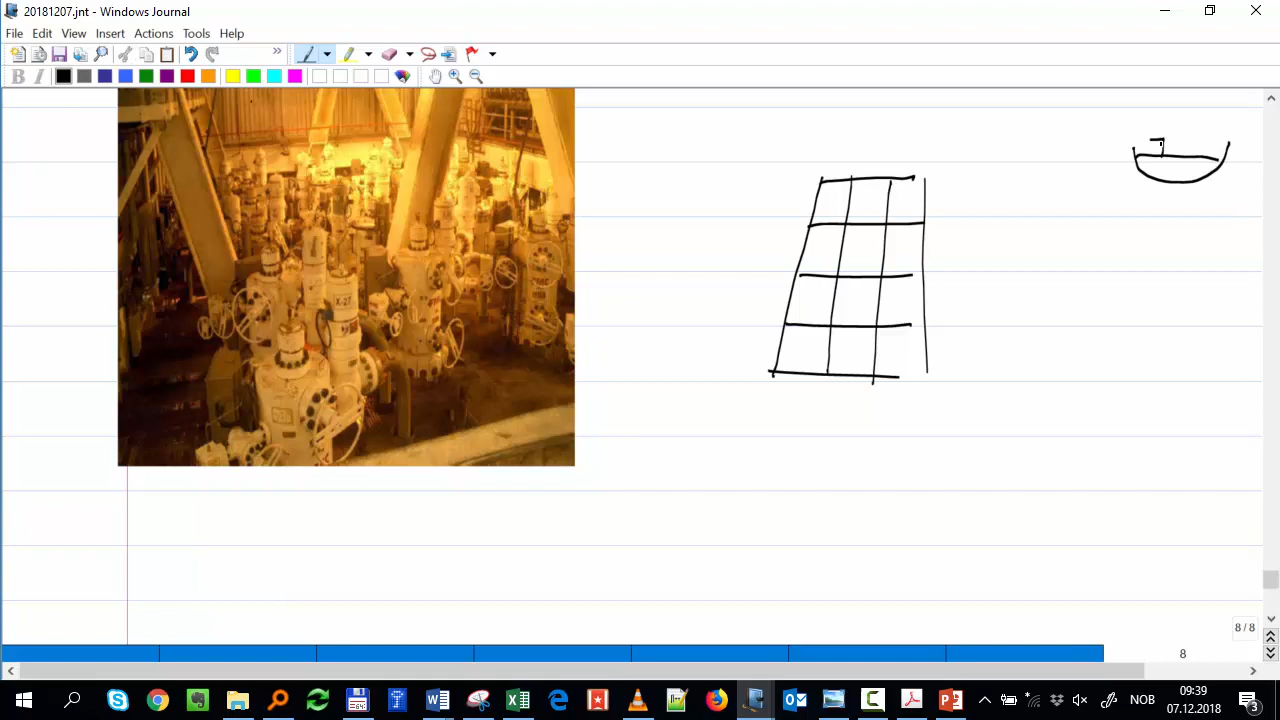 20181207.jnt - Windows Journal
File Edit View Insert Actions Tools Help
B I
X-27
8 / 8
8
NOB
09:39
07.12.2018
3